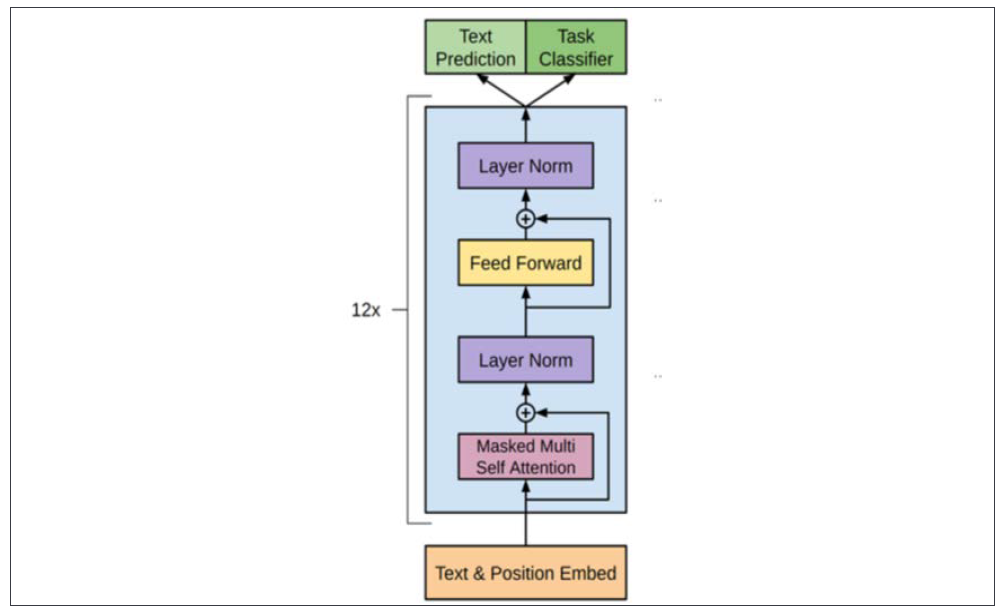 Text
Prediction
Task
Classifier
Layer Norm
Feed Forward
12x
Layer Norm
Masked Multi
Self Attention
Text & Position Embed